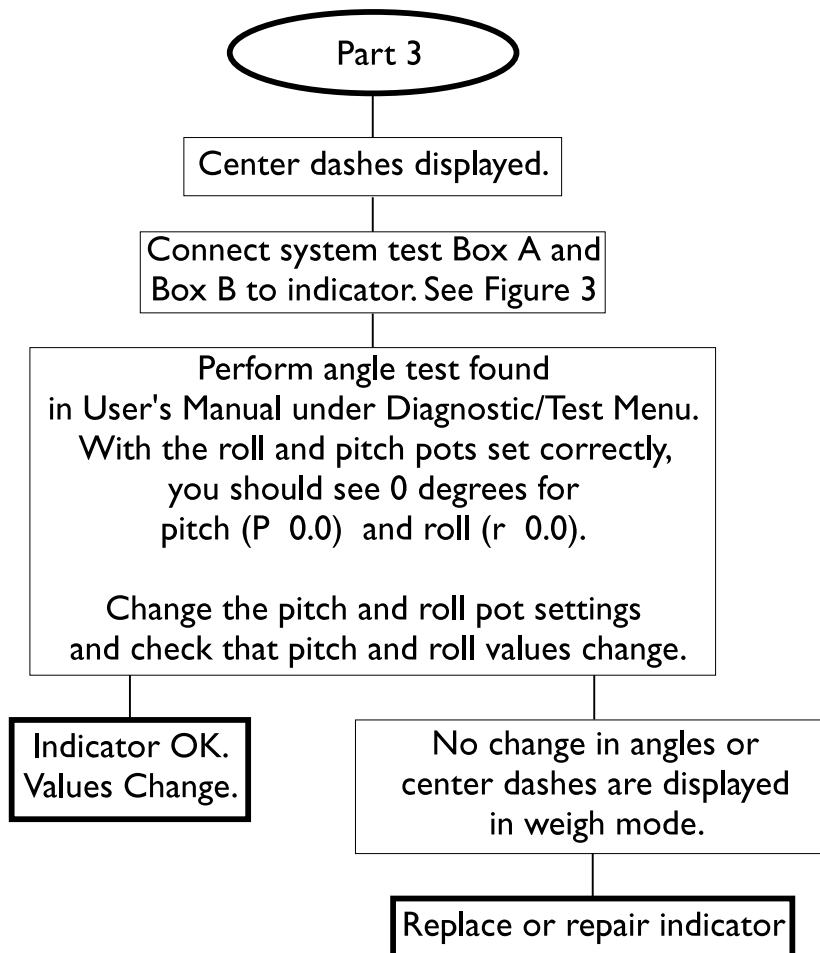 Part 3
Center dashes displayed.
Connect system test Box A and
Box B to indicator. See Figure 3
Perform angle test found
in User's Manual under Diagnostic/Test Menu.
With the roll and pitch pots set correctly,
you should see 0 degrees for
pitch (P  0.0)  and roll (r  0.0).
Change the pitch and roll pot settings
and check that pitch and roll values change.
Indicator OK.
Values Change.
No change in angles or
center dashes are displayed
in weigh mode.
Replace or repair indicator